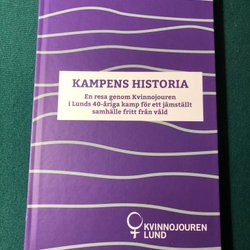 KAMPENS HISTORIA
En resa genom Kvinnojouren
i Lunds 40-åriga kamp för ett jämställt
samhälle fritt från våld
KVINNOJOUREN
LUND